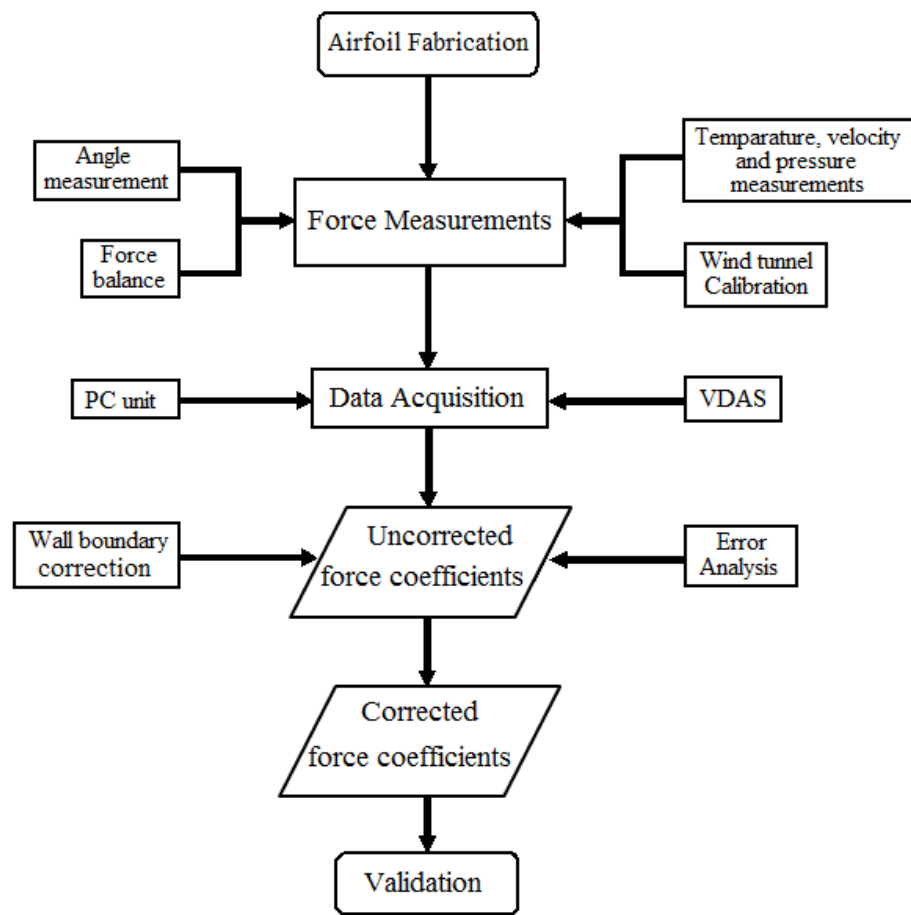 Airfoil Fabrication
Angle
measurement
Temparature, velocity
and pressure
measurements
Force Measurements
Force
balance
Wind tunnel
Calibration
PC unit
Data Acquisition
VDAS
Wall boundary
correction
Uncorrected
force coefficients
Error
Analysis
Corrected
force coefficients
Validation